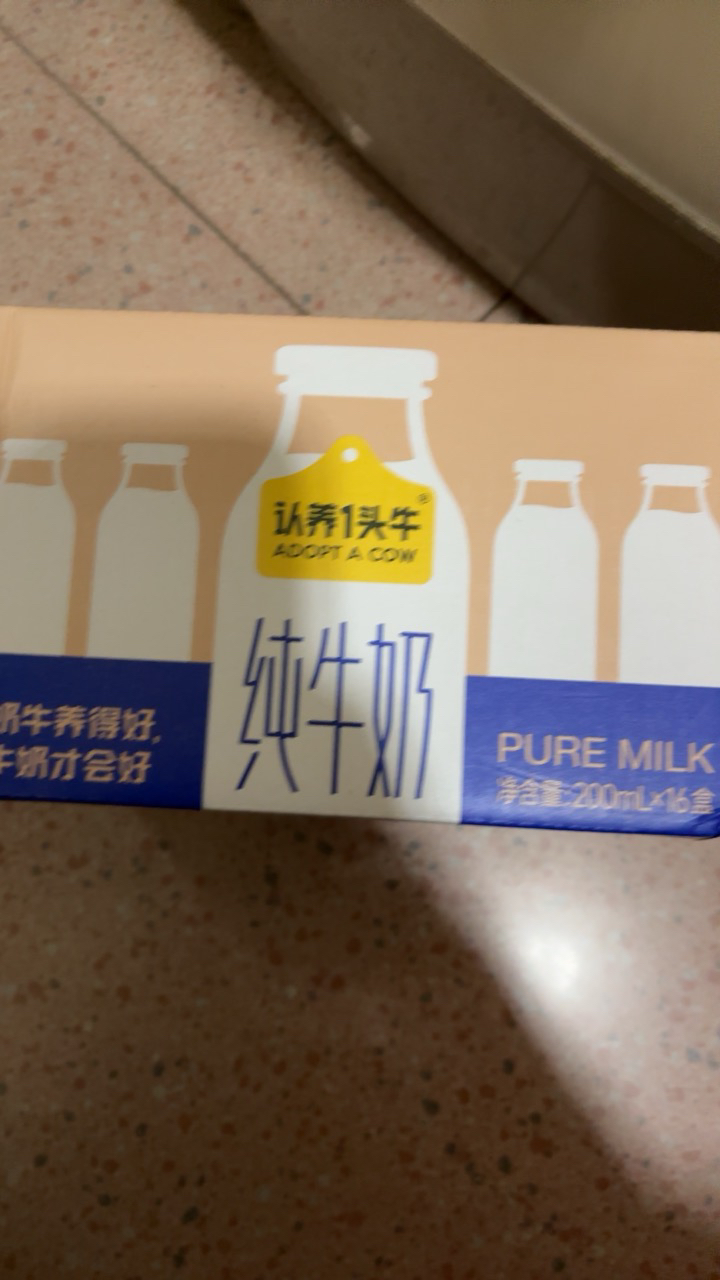 认养1头牛®
ADOPT A COW
纯牛奶
奶牛养得好,
牛奶才会好
PURE MILK
净含量:200mL×16盒